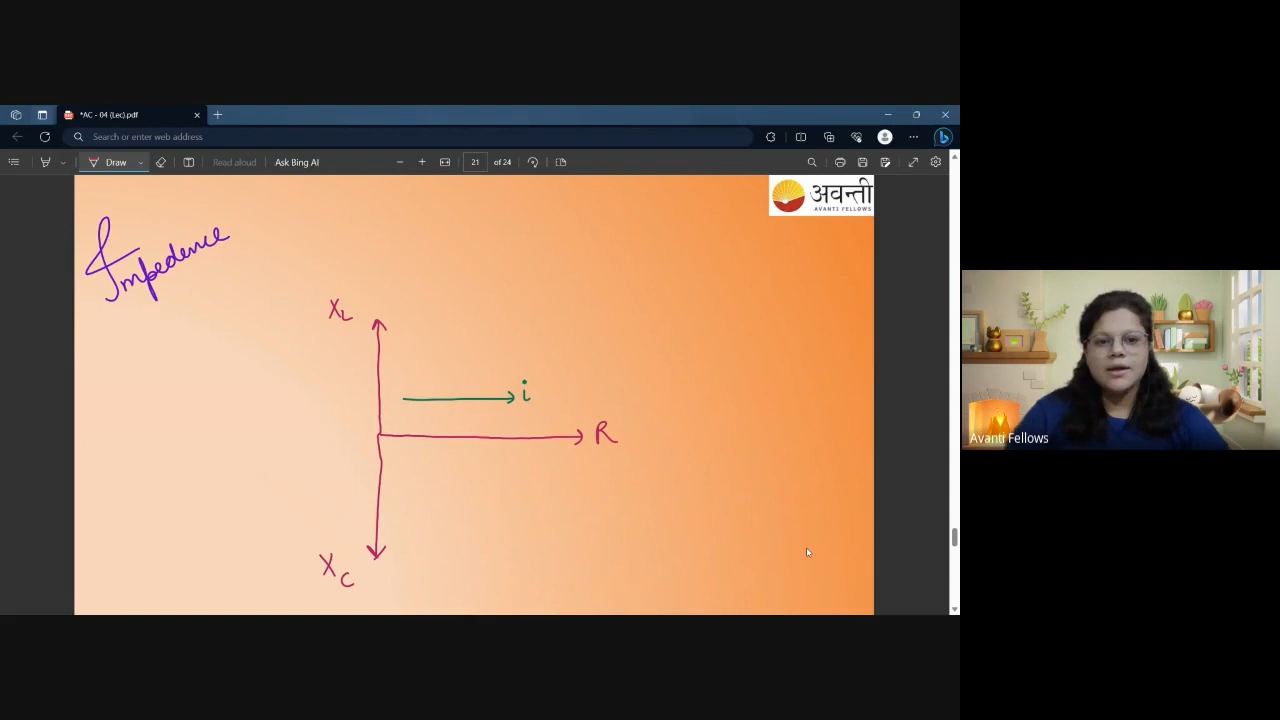 *AC - 04 (Lec).pdf
Search or enter web address
Draw
Read aloud
Ask Bing AI
21
of 24
अवन्ती
AVANTI FELLOWS
Impedence
XL
i
R
XC
Avanti Fellows